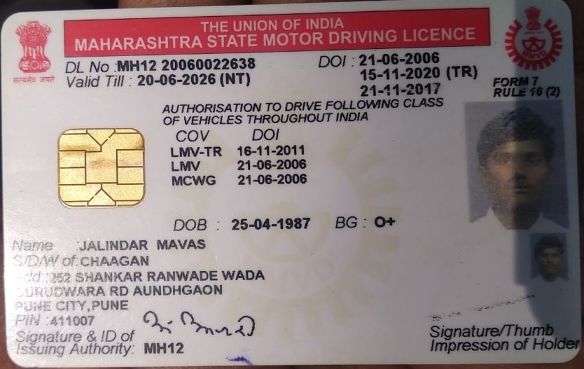 THE UNION OF INDIA
MAHARASHTRA STATE MOTOR DRIVING LICENCE
DL No :MH12 20060022638 DOI : 21-06-2006
Valid Till : 20-06-2026 (NT) 15-11-2020 (TR)
21-11-2017
FORM 7
RULE 16 (2)
AUTHORISATION TO DRIVE FOLLOWING CLASS
OF VEHICLES THROUGHOUT INDIA
COV DOI
LMV-TR 16-11-2011
LMV 21-06-2006
MCWG 21-06-2006
DOB : 25-04-1987 BG : O+
Name :JALINDAR MAVAS
S/D/W of :CHAAGAN
Add :252 SHANKAR RANWADE WADA
GURUDWARA RD AUNDHGAON
PUNE CITY,PUNE
PIN :411007
Signature & ID of
Issuing Authority: MH12
Signature/Thumb
Impression of Holder